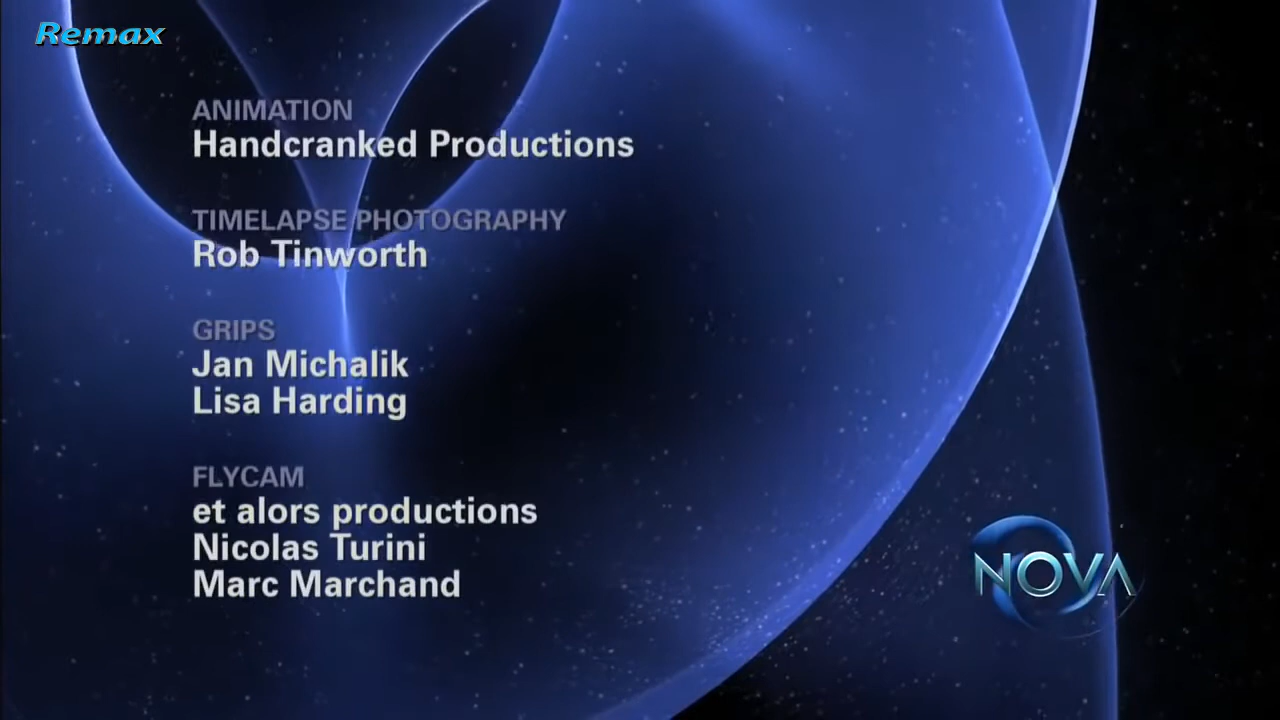 Remax
ANIMATION
Handcranked Productions
TIMELAPSE PHOTOGRAPHY
Rob Tinworth
GRIPS
Jan Michalik
Lisa Harding
FLYCAM
et alors productions
Nicolas Turini
Marc Marchand
NOVA